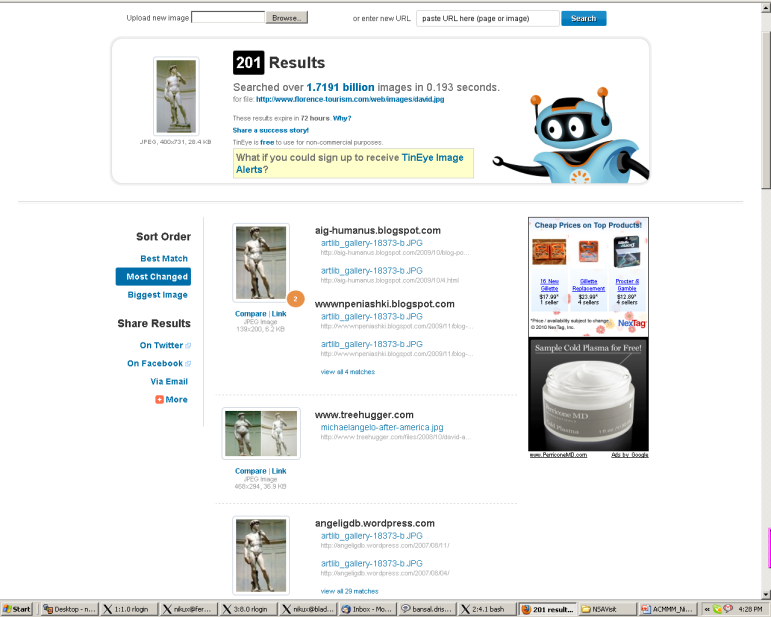 Upload new image Browse... or enter new URL paste URL here (page or image) Search
201 Results
Searched over 1.7191 billion images in 0.193 seconds.
for file: http://www.florence-tourism.com/web/images/david.jpg
These results expire in 72 hours. Why?
Share a success story!
TinEye is free to use for non-commercial purposes.
What if you could sign up to receive TinEye Image
Alerts?
JPEG, 400x731, 28.4 KB
Sort Order
Best Match
Most Changed
Biggest Image
Share Results
On Twitter
On Facebook
Via Email
More
2
Compare | Link
JPEG Image
139x200, 6.2 KB
aig-humanus.blogspot.com
artlib_gallery-18373-b.JPG
http://aig-humanus.blogspot.com/2009/10/blog-po...
artlib_gallery-18373-b.JPG
http://aig-humanus.blogspot.com/2009/10/4.html
wwwnpeniashki.blogspot.com
artlib_gallery-18373-b.JPG
http://wwwnpeniashki.blogspot.com/2009/11/blog-...
artlib_gallery-18373-b.JPG
http://wwwnpeniashki.blogspot.com/2009/11/blog-...
view all 4 matches
Compare | Link
JPEG Image
468x294, 36.9 KB
www.treehugger.com
michaelangelo-after-america.jpg
http://www.treehugger.com/files/2008/10/david-a...
angeligdb.wordpress.com
artlib_gallery-18373-b.JPG
http://angeligdb.wordpress.com/2007/08/11/
artlib_gallery-18373-b.JPG
http://angeligdb.wordpress.com/2007/08/04/
view all 29 matches
Cheap Prices on Top Products!
16 New
Gillette
$17.99*
1 seller
Gillette
Replacement
$23.99*
4 sellers
Procter &
Gamble
$12.89*
4 sellers
*Price / availability subject to change
© 2010 NexTag, Inc.
NexTag
Sample Cold Plasma for Free!
Perricone MD
Cold Plasma
www.PerriconeMD.com Ads by Google
Start Desktop - n... 1:1.0 rlogin nikux@fer... 3:8.0 rlogin nikux@blad... Inbox - Mo... bansal.dris... 2:4.1 bash 201 result... NSAVisit ACMMM_Ni... « 4:28 PM